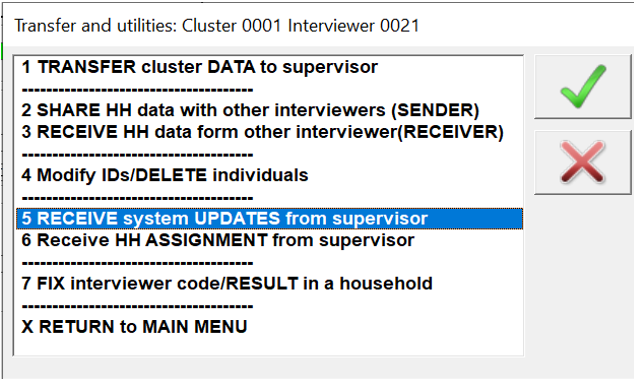 Transfer and utilities: Cluster 0001 Interviewer 0021
1 TRANSFER cluster DATA to supervisor
-----------------------------------
2 SHARE HH data with other interviewers (SENDER)
3 RECEIVE HH data form other interviewer(RECEIVER)
-----------------------------------
4 Modify IDs/DELETE individuals
-----------------------------------
5 RECEIVE system UPDATES from supervisor
6 Receive HH ASSIGNMENT from supervisor
-----------------------------------
7 FIX interviewer code/RESULT in a household
-----------------------------------
X RETURN to MAIN MENU